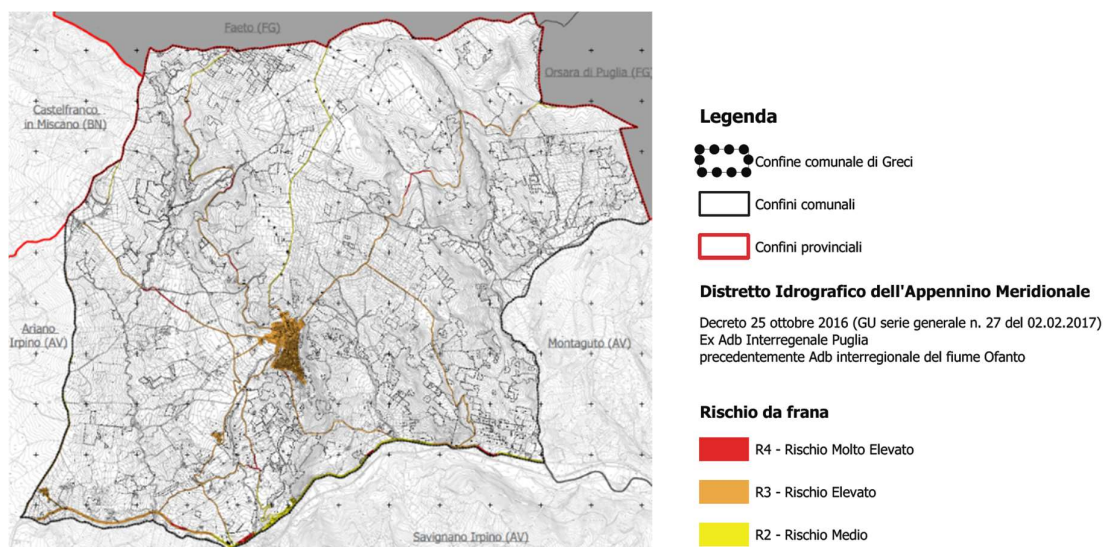 Faeto (FG)
Orsara di Puglia (FG)
Castelfranco
in Miscano (BN)
Ariano
Irpino (AV)
Montaguto (AV)
Savignano Irpino (AV)
Legenda
Confine comunale di Greci
Confini comunali
Confini provinciali
Distretto Idrografico dell'Appennino Meridionale
Decreto 25 ottobre 2016 (GU serie generale n. 27 del 02.02.2017)
Ex Adb Interregenale Puglia
precedentemente Adb interregionale del fiume Ofanto
Rischio da frana
R4 - Rischio Molto Elevato
R3 - Rischio Elevato
R2 - Rischio Medio